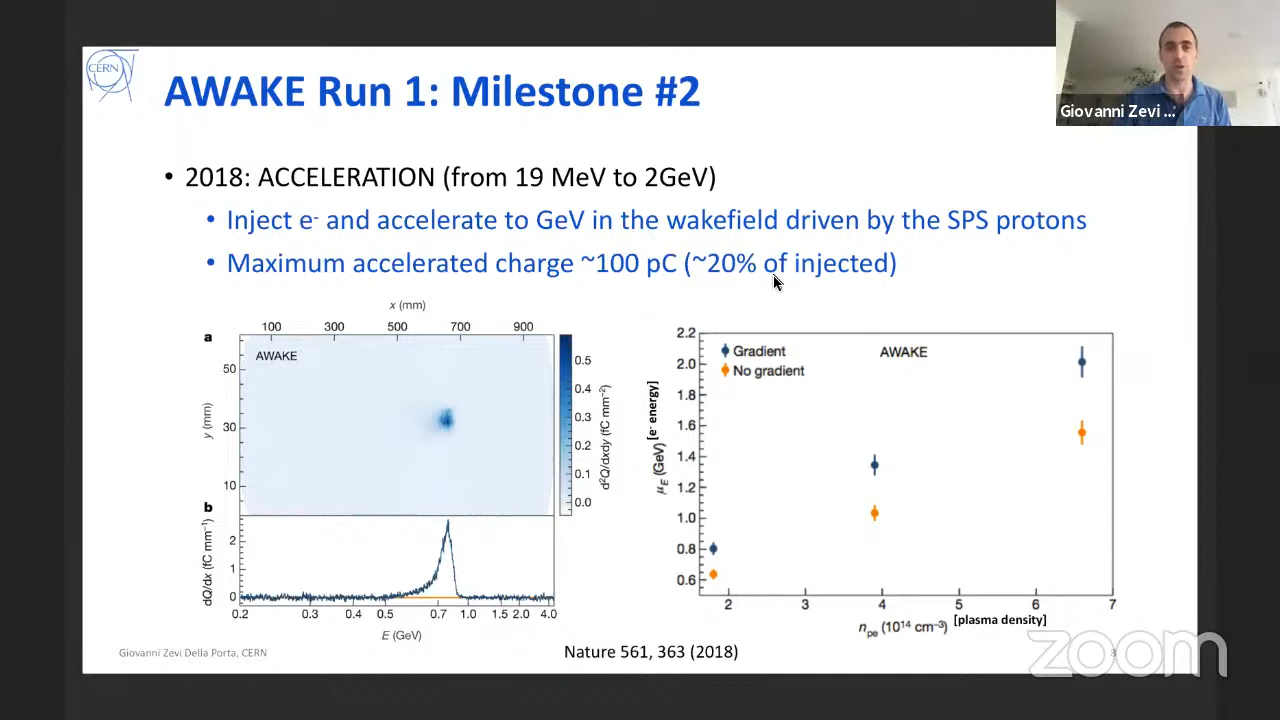 CERN
AWAKE Run 1: Milestone #2
Giovanni Zevi ...
• 2018: ACCELERATION (from 19 MeV to 2GeV)
• Inject e⁻ and accelerate to GeV in the wakefield driven by the SPS protons
• Maximum accelerated charge ~100 pC (~20% of injected)
x (mm)
100 300 500 700 900
a
AWAKE
50
30
10
y (mm)
0.5
0.4
0.3
0.2
0.1
0.0
d²Q/dxdy (fC mm⁻²)
b
2
1
0
dQ/dx (fC mm⁻¹)
0.2 0.3 0.4 0.5 0.7 1.0 1.5 2.0 4.0
E (GeV)
Gradient
No gradient
AWAKE
2.2
2.0
1.8
1.6
1.4
1.2
1.0
0.8
0.6
μE (GeV) [e⁻ energy]
2 3 4 5 6 7
npe (10¹⁴ cm⁻³) [plasma density]
Giovanni Zevi Della Porta, CERN
Nature 561, 363 (2018)
3
zoom